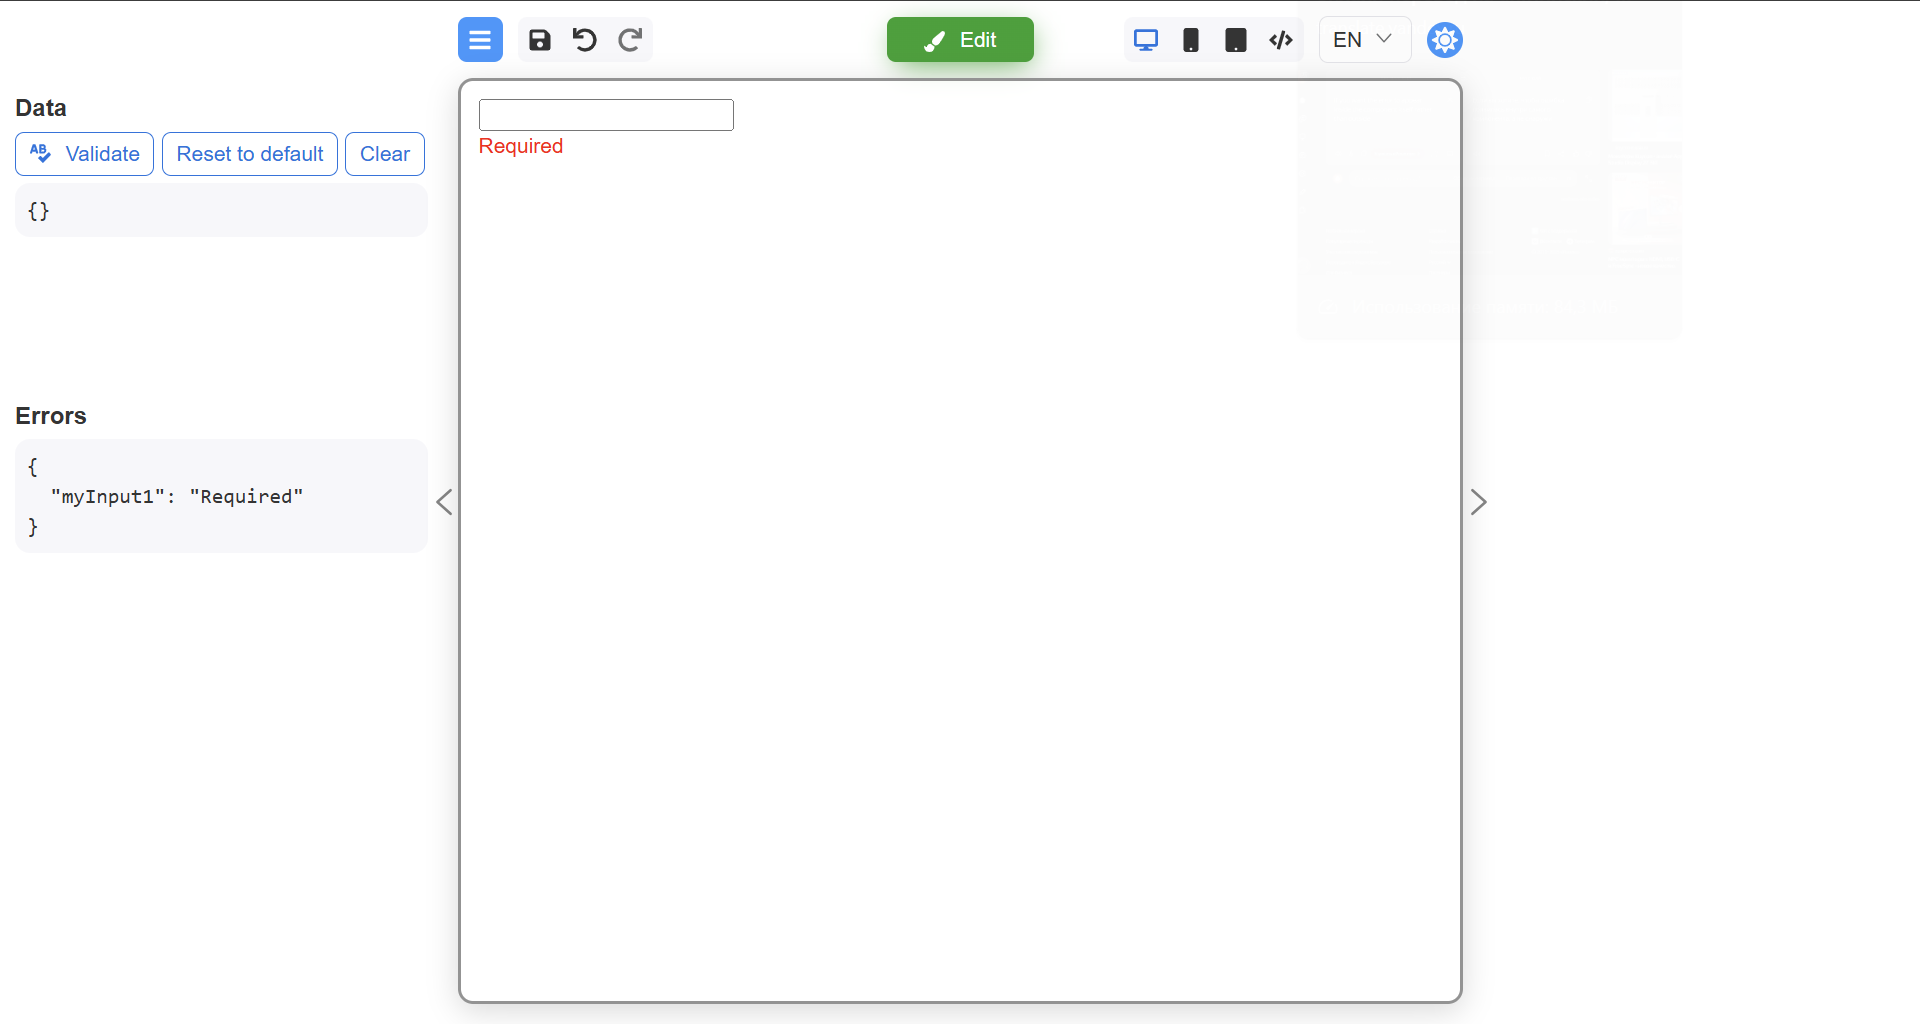 Edit
EN
Data
Validate
Reset to default
Clear
{}
Required
Errors
{
"myInput1": "Required"
}